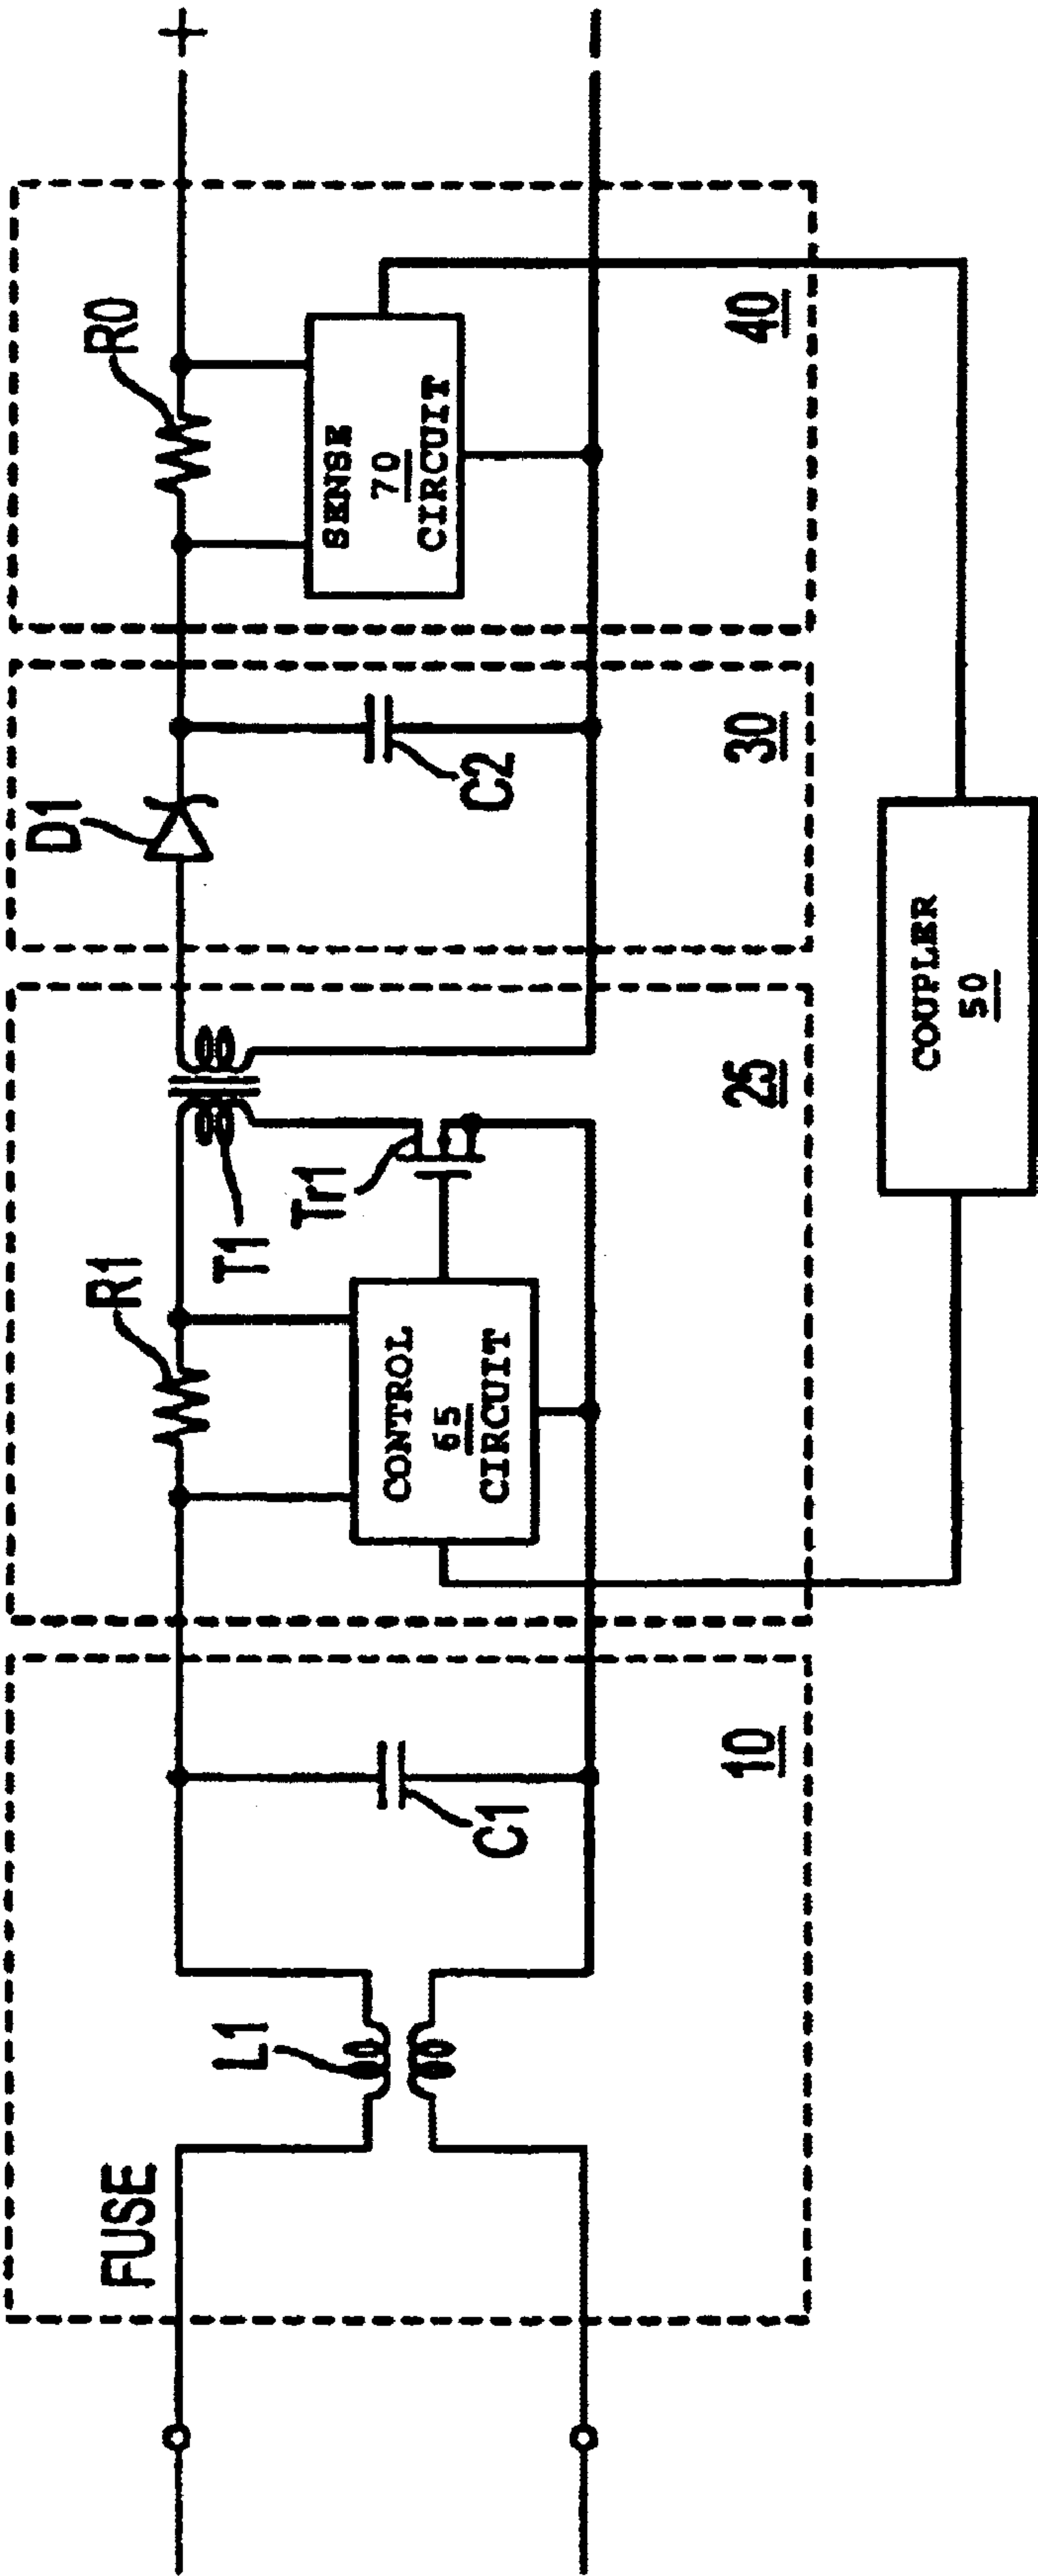 FUSE
L1
C1
10
R1
T1
Tr1
CONTROL
65
CIRCUIT
25
D1
C2
30
R0
SENSE
70
CIRCUIT
40
+
−
COUPLER
50